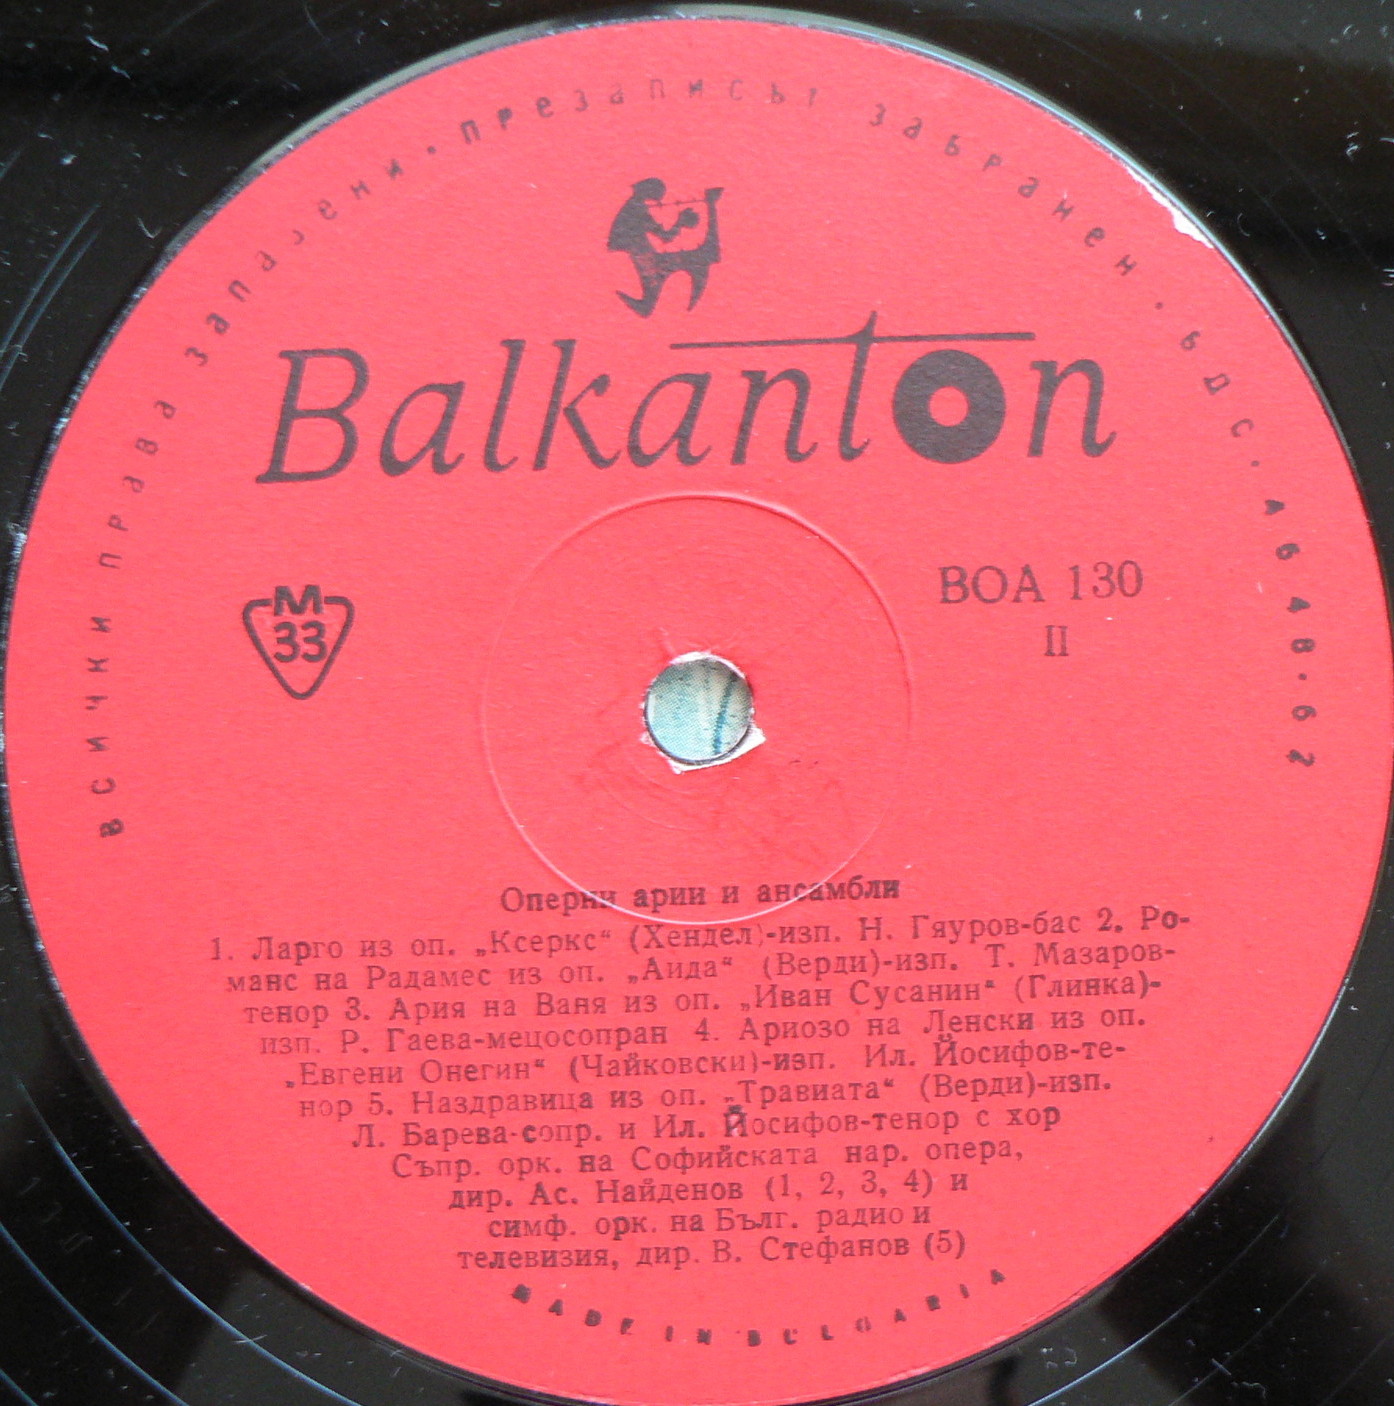 всички права запазени · презаписът забранен · БДС · 4648·62
Balkanton
М
33
ВОА 130
II
Оперни арии и ансамбли
1. Ларго из оп. „Ксеркс“ (Хендел)-изп. Н. Гяуров-бас 2. Ро-
манс на Радамес из оп. „Аида“ (Верди)-изп. Т. Мазаров-
тенор 3. Ария на Ваня из оп. „Иван Сусанин“ (Глинка)-
изп. Р. Гаева-мецосопран 4. Ариозо на Ленски из оп.
„Евгени Онегин“ (Чайковски)-изп. Ил. Йосифов-те-
нор 5. Наздравица из оп. „Травиата“ (Верди)-изп.
Л. Барева-сопр. и Ил. Йосифов-тенор с хор
Съпр. орк. на Софийската нар. опера,
дир. Ас. Найденов (1, 2, 3, 4) и
симф. орк. на Бълг. радио и
телевизия, дир. В. Стефанов (5)
MADE IN BULGARIA